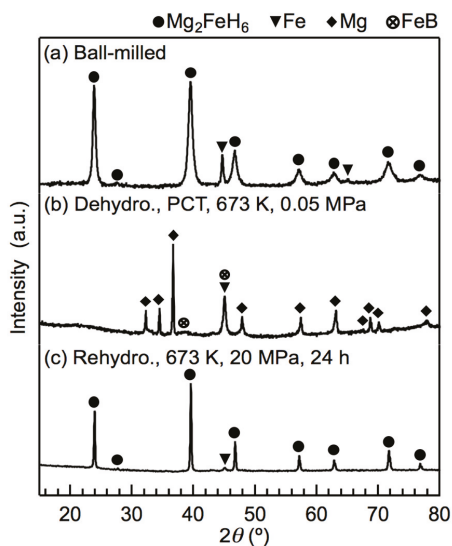 ● Mg₂FeH₆ ▼ Fe ◆ Mg ⊗ FeB
(a) Ball-milled
(b) Dehydro., PCT, 673 K, 0.05 MPa
(c) Rehydro., 673 K, 20 MPa, 24 h
Intensity (a.u.)
20 30 40 50 60 70 80
2θ (º)